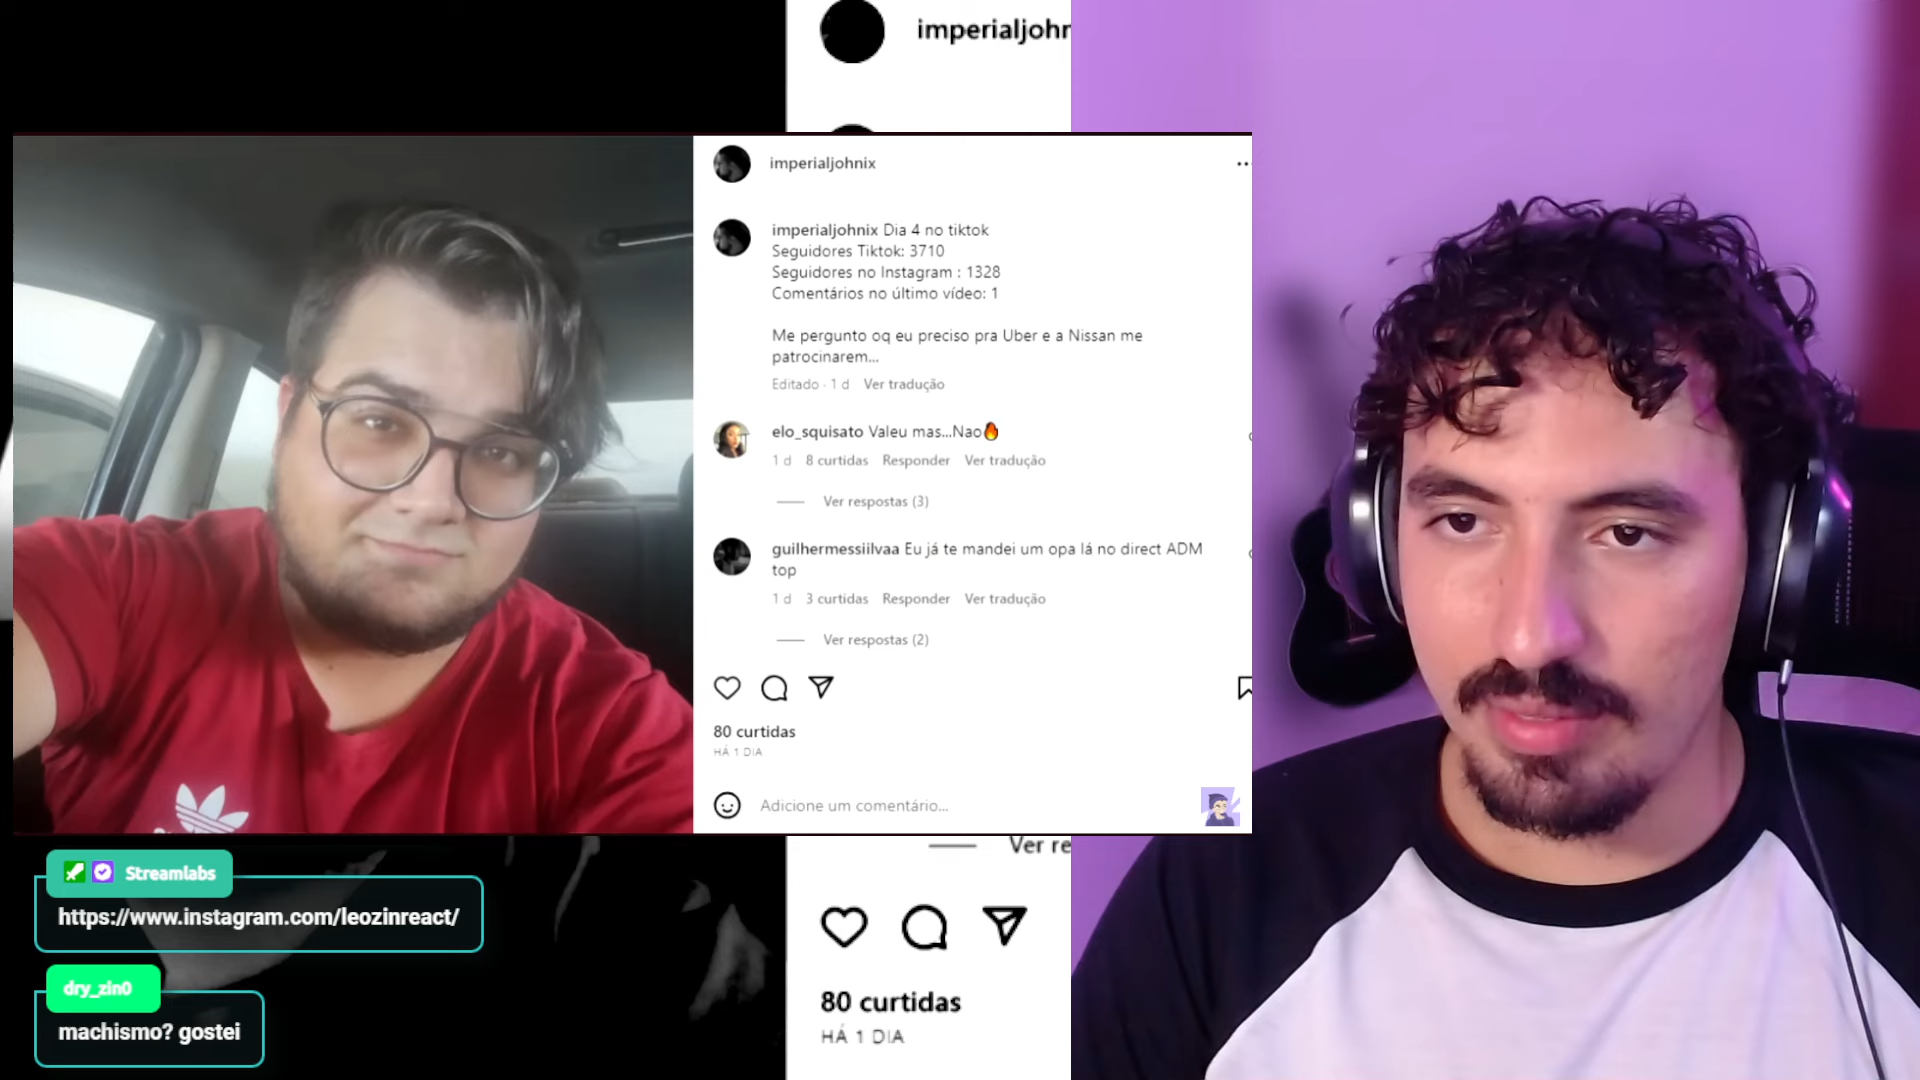 imperialjohn
imperialjohnix
imperialjohnix Dia 4 no tiktok
Seguidores Tiktok: 3710
Seguidores no Instagram : 1328
Comentários no último vídeo: 1
Me pergunto oq eu preciso pra Uber e a Nissan me
patrocinarem...
Editado · 1 d Ver tradução
elo_squisato Valeu mas...Nao🔥
1 d 8 curtidas Responder Ver tradução
Ver respostas (3)
guilhermessiilvaa Eu já te mandei um opa lá no direct ADM
top
1 d 3 curtidas Responder Ver tradução
Ver respostas (2)
80 curtidas
HÁ 1 DIA
Adicione um comentário...
Ver re
80 curtidas
HÁ 1 DIA
Streamlabs
https://www.instagram.com/leozinreact/
dry_zin0
machismo? gostei